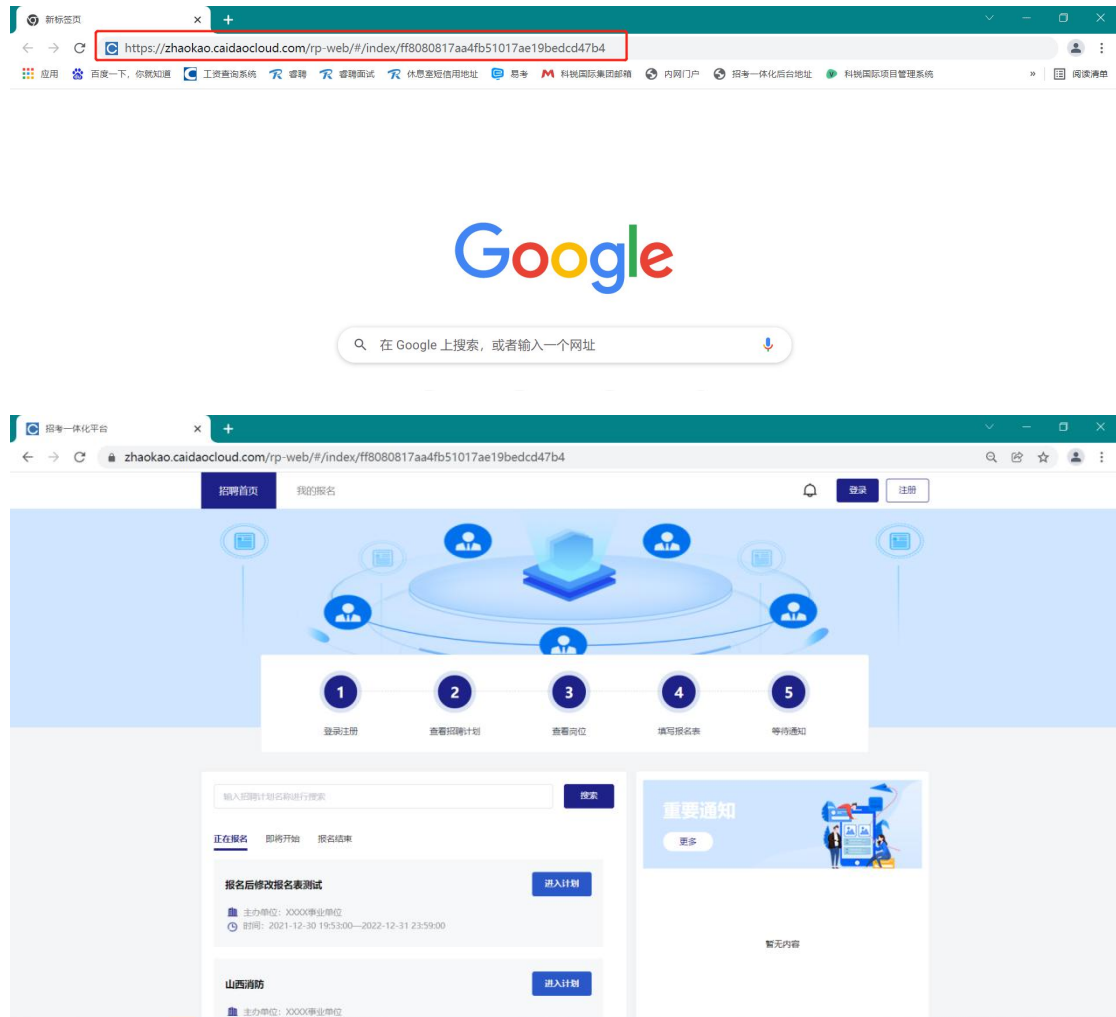 新标签页
https://zhaokao.caidaocloud.com/rp-web/#/index/ff8080817aa4fb51017ae19bedcd47b4
应用 百度一下，你就知道 工资查询系统 睿聘 睿聘面试 休息室短信用地址 易考 科锐国际集团邮箱 内网门户 招考一体化后台地址 科锐国际项目管理系统 » 阅读清单
Google
在 Google 上搜索，或者输入一个网址
招考一体化平台
zhaokao.caidaocloud.com/rp-web/#/index/ff8080817aa4fb51017ae19bedcd47b4
招聘首页 我的报名 登录 注册
1 2 3 4 5
登录注册 查看招聘计划 查看岗位 填写报名表 等待通知
输入招聘计划名称进行搜索 搜索
重要通知
更多
正在报名 即将开始 报名结束
报名后修改报名表测试 进入计划
主办单位：XXXX事业单位
时间：2021-12-30 19:53:00—2022-12-31 23:59:00
暂无内容
山西消防 进入计划
主办单位：XXXX事业单位